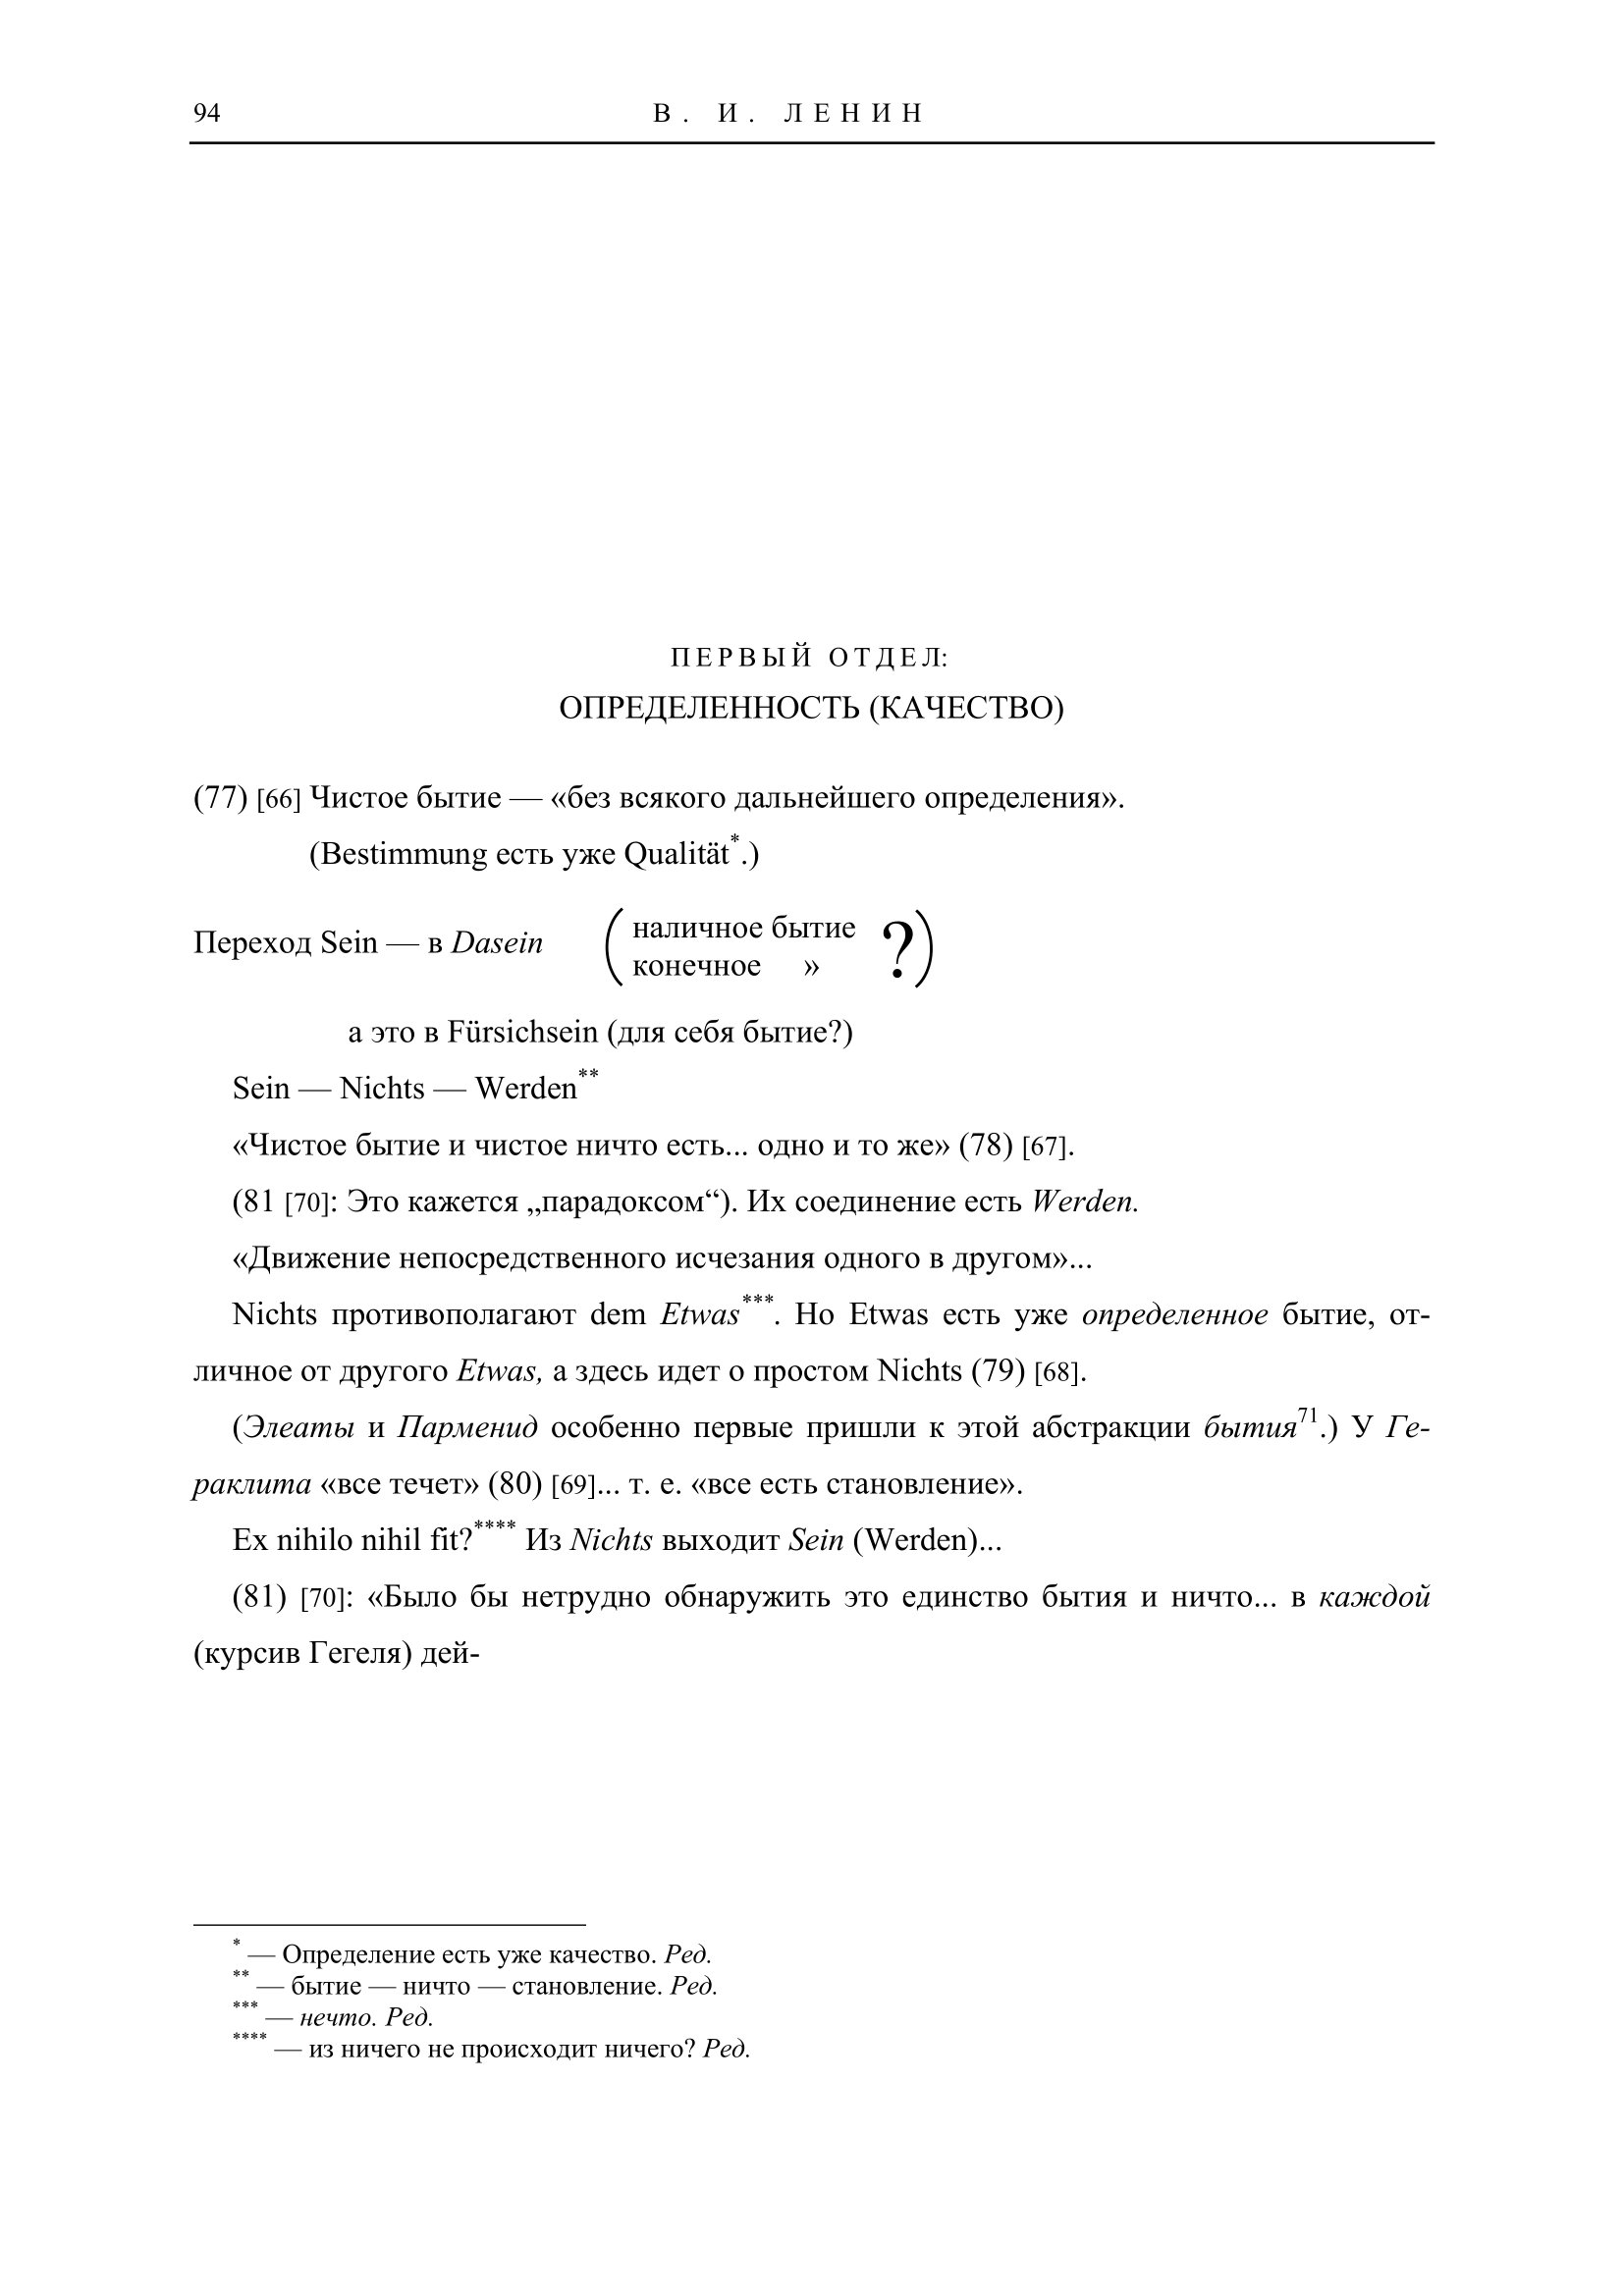 94
В. И. ЛЕНИН
ПЕРВЫЙ ОТДЕЛ:
ОПРЕДЕЛЕННОСТЬ (КАЧЕСТВО)
(77) [66] Чистое бытие — «без всякого дальнейшего определения».
(Bestimmung есть уже Qualität*.)
Переход Sein — в Dasein (наличное бытие ?)
конечное »
а это в Fürsichsein (для себя бытие?)
Sein — Nichts — Werden**
«Чистое бытие и чистое ничто есть... одно и то же» (78) [67].
(81 [70]: Это кажется „парадоксом“). Их соединение есть Werden.
«Движение непосредственного исчезания одного в другом»...
Nichts противополагают dem Etwas***. Но Etwas есть уже определенное бытие, от-
личное от другого Etwas, а здесь идет о простом Nichts (79) [68].
(Элеаты и Парменид особенно первые пришли к этой абстракции бытия71.) У Ге-
раклита «все течет» (80) [69]... т. е. «все есть становление».
Ex nihilo nihil fit?**** Из Nichts выходит Sein (Werden)...
(81) [70]: «Было бы нетрудно обнаружить это единство бытия и ничто... в каждой
(курсив Гегеля) дей-
* — Определение есть уже качество. Ред.
** — бытие — ничто — становление. Ред.
*** — нечто. Ред.
**** — из ничего не происходит ничего? Ред.